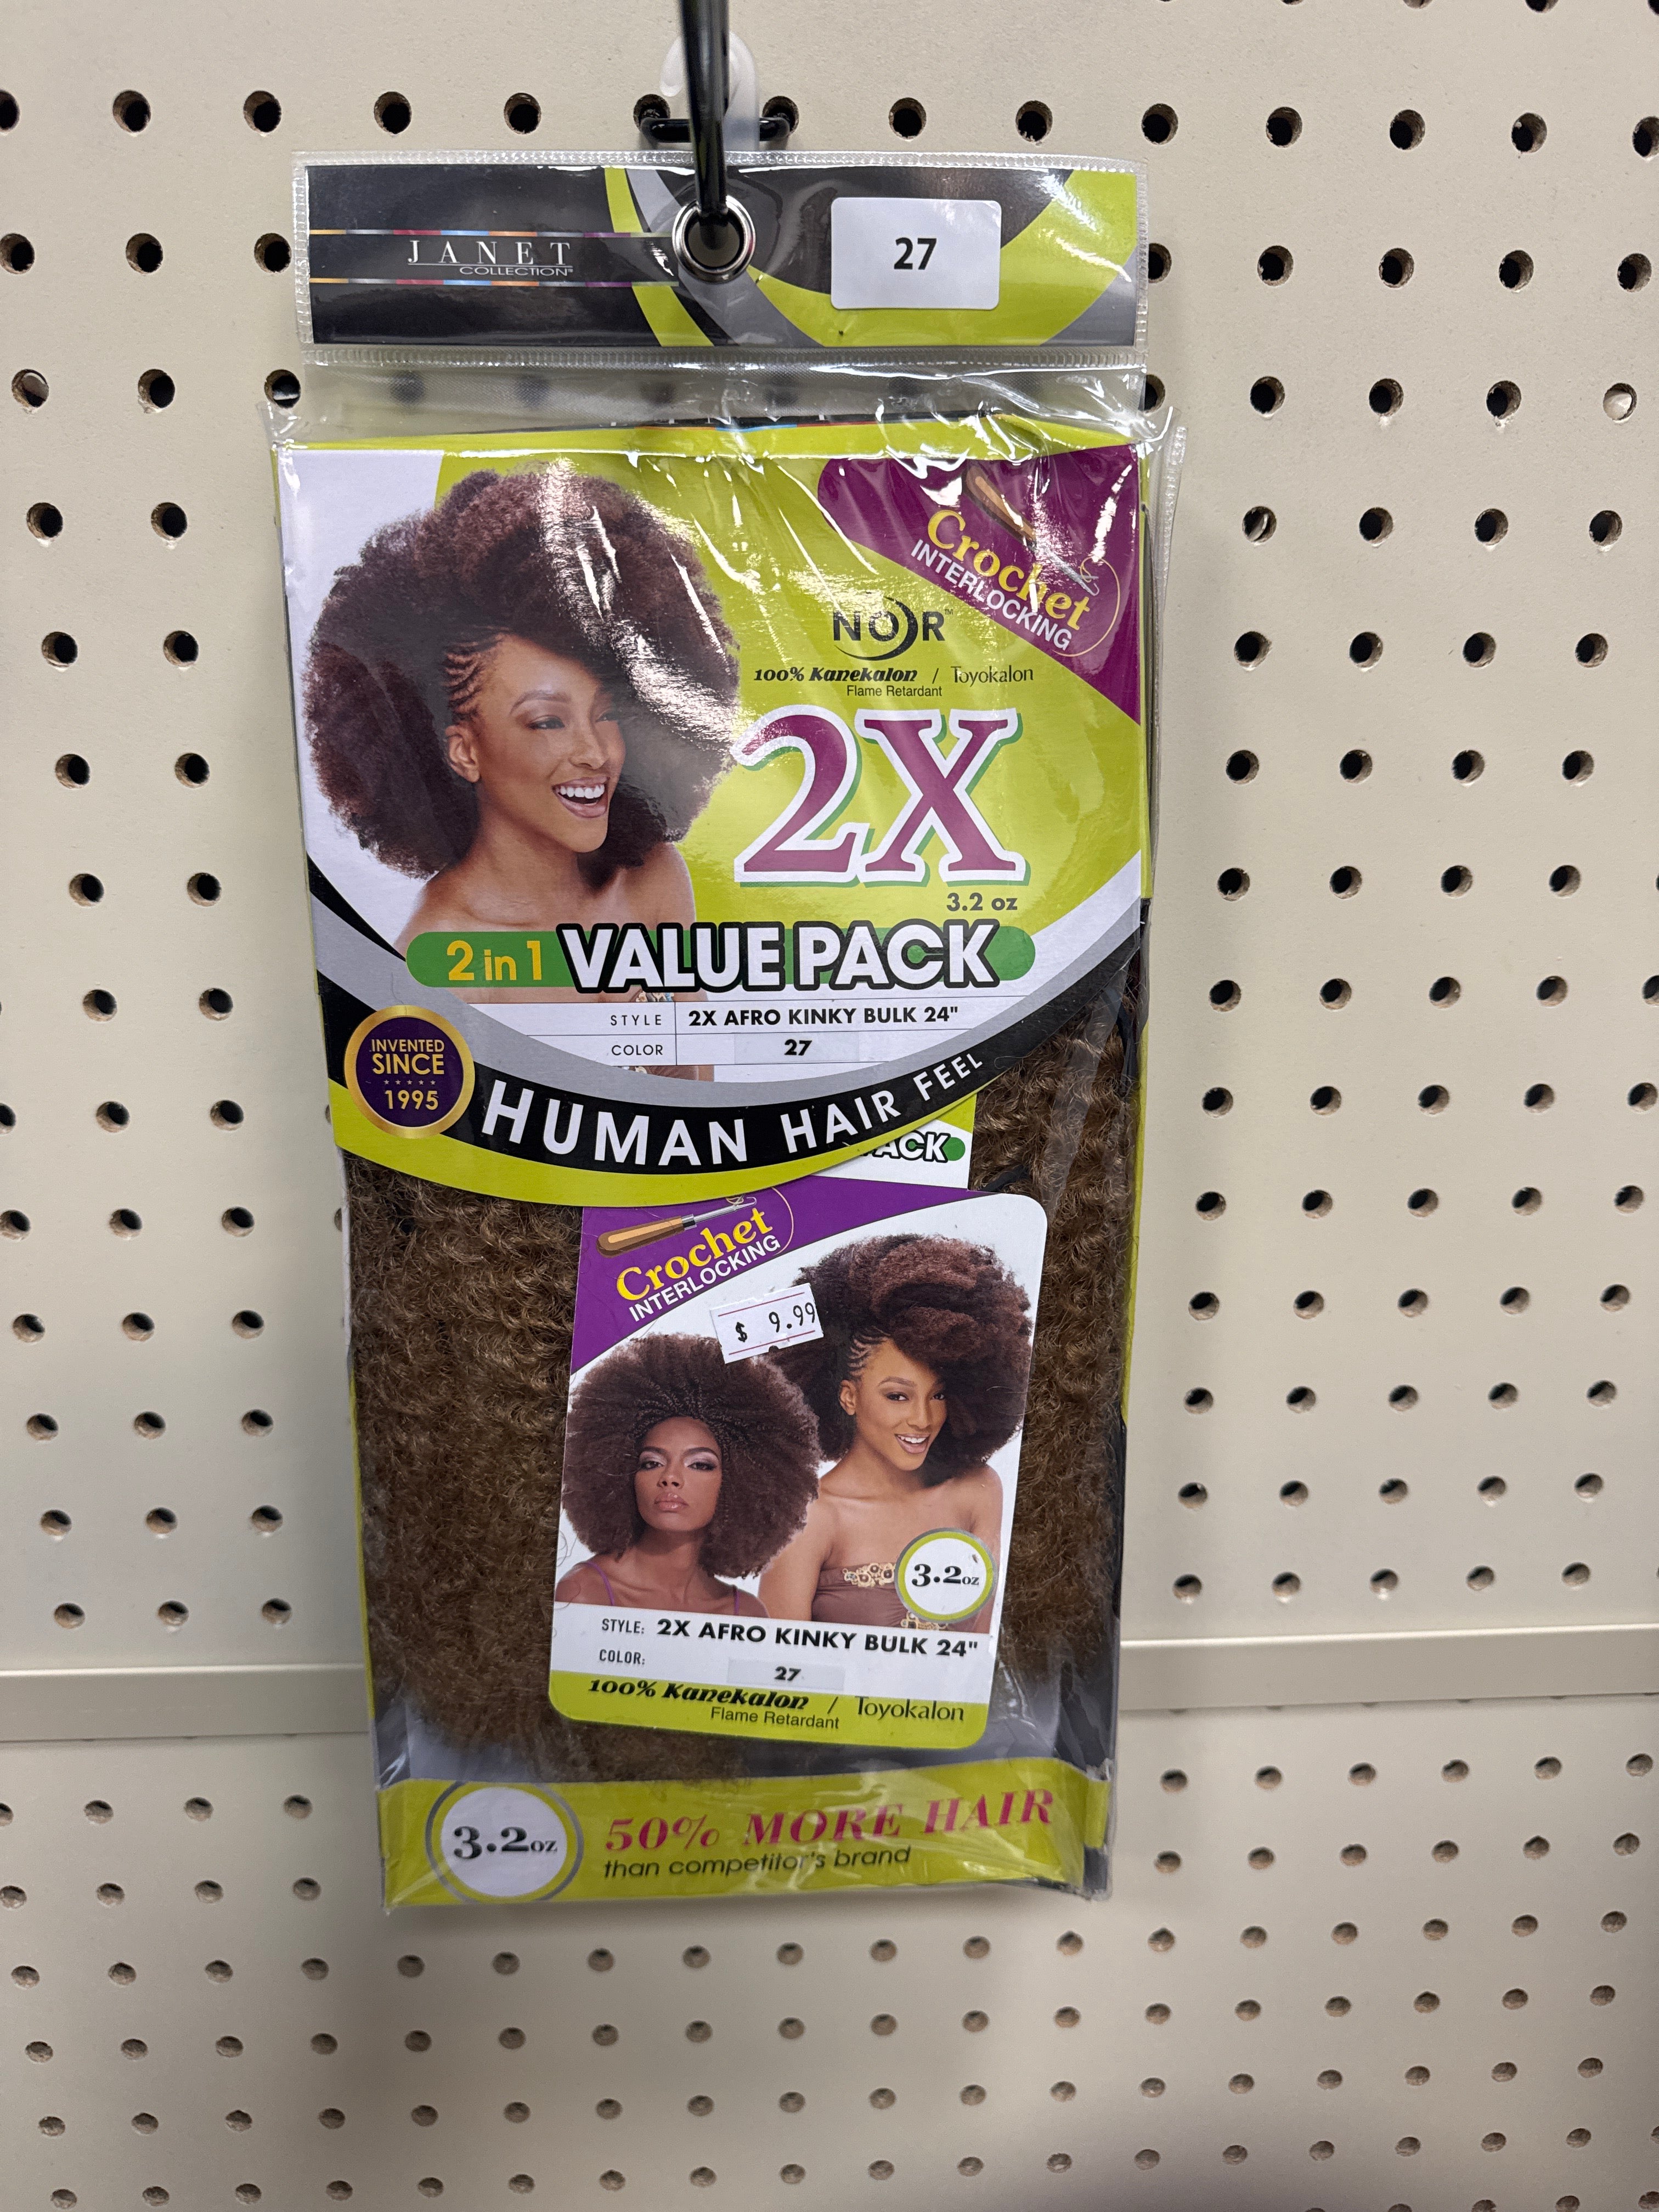 JANET
COLLECTION
27
Crochet
INTERLOCKING
NOR™
100% Kanekalon / Toyokalon
Flame Retardant
2X
3.2 oz
2 in 1 VALUE PACK
STYLE 2X AFRO KINKY BULK 24"
COLOR 27
INVENTED
SINCE
1995
HUMAN HAIR FEEL
ACK
Crochet
INTERLOCKING
$ 9.99
3.2oz
STYLE: 2X AFRO KINKY BULK 24"
COLOR: 27
100% Kanekalon / Toyokalon
Flame Retardant
3.2oz
50% MORE HAIR
than competitor's brand